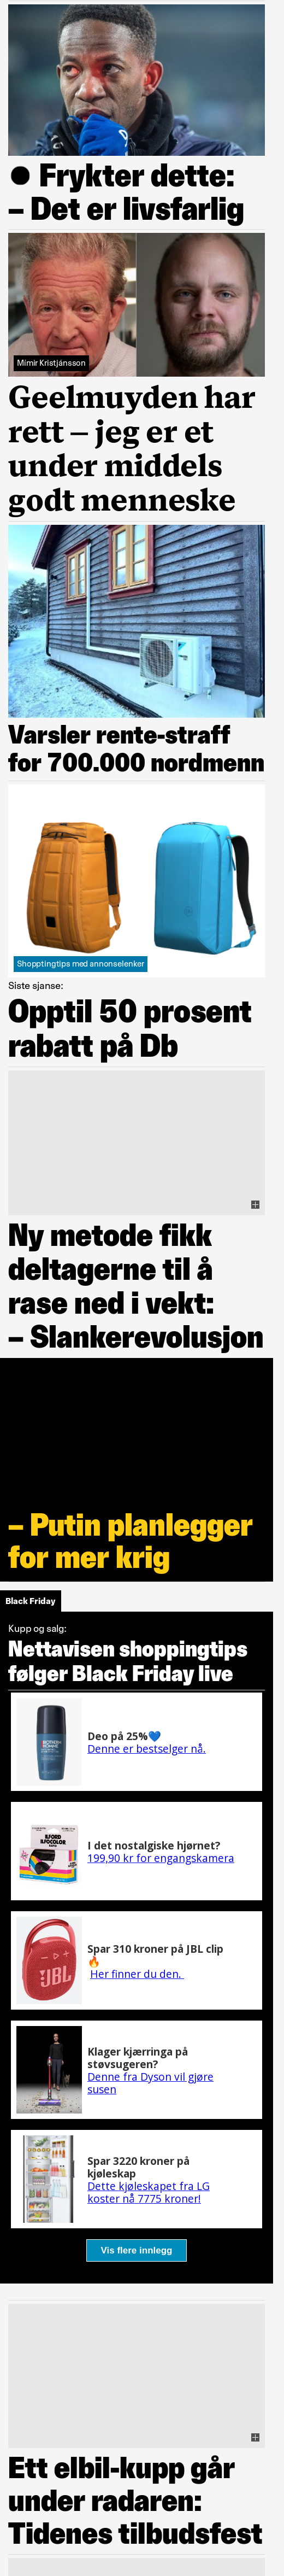 Frykter dette:
– Det er livsfarlig
Mimir Kristjánsson
Geelmuyden har
rett – jeg er et
under middels
godt menneske
Varsler rente-straff
for 700.000 nordmenn
Shopptingtips med annonselenker
Siste sjanse:
Opptil 50 prosent
rabatt på Db
Ny metode fikk
deltagerne til å
rase ned i vekt:
– Slankerevolusjon
– Putin planlegger
for mer krig
Black Friday
Kupp og salg:
Nettavisen shoppingtips
følger Black Friday live
Deo på 25%💙
Denne er bestselger nå.
ILFORD
ILFOCOLOR
I det nostalgiske hjørnet?
199,90 kr for engangskamera
JBL
Spar 310 kroner på JBL clip
🔥
Her finner du den.
Klager kjærringa på
støvsugeren?
Denne fra Dyson vil gjøre
susen
Spar 3220 kroner på
kjøleskap
Dette kjøleskapet fra LG
koster nå 7775 kroner!
Vis flere innlegg
Ett elbil-kupp går
under radaren:
Tidenes tilbudsfest